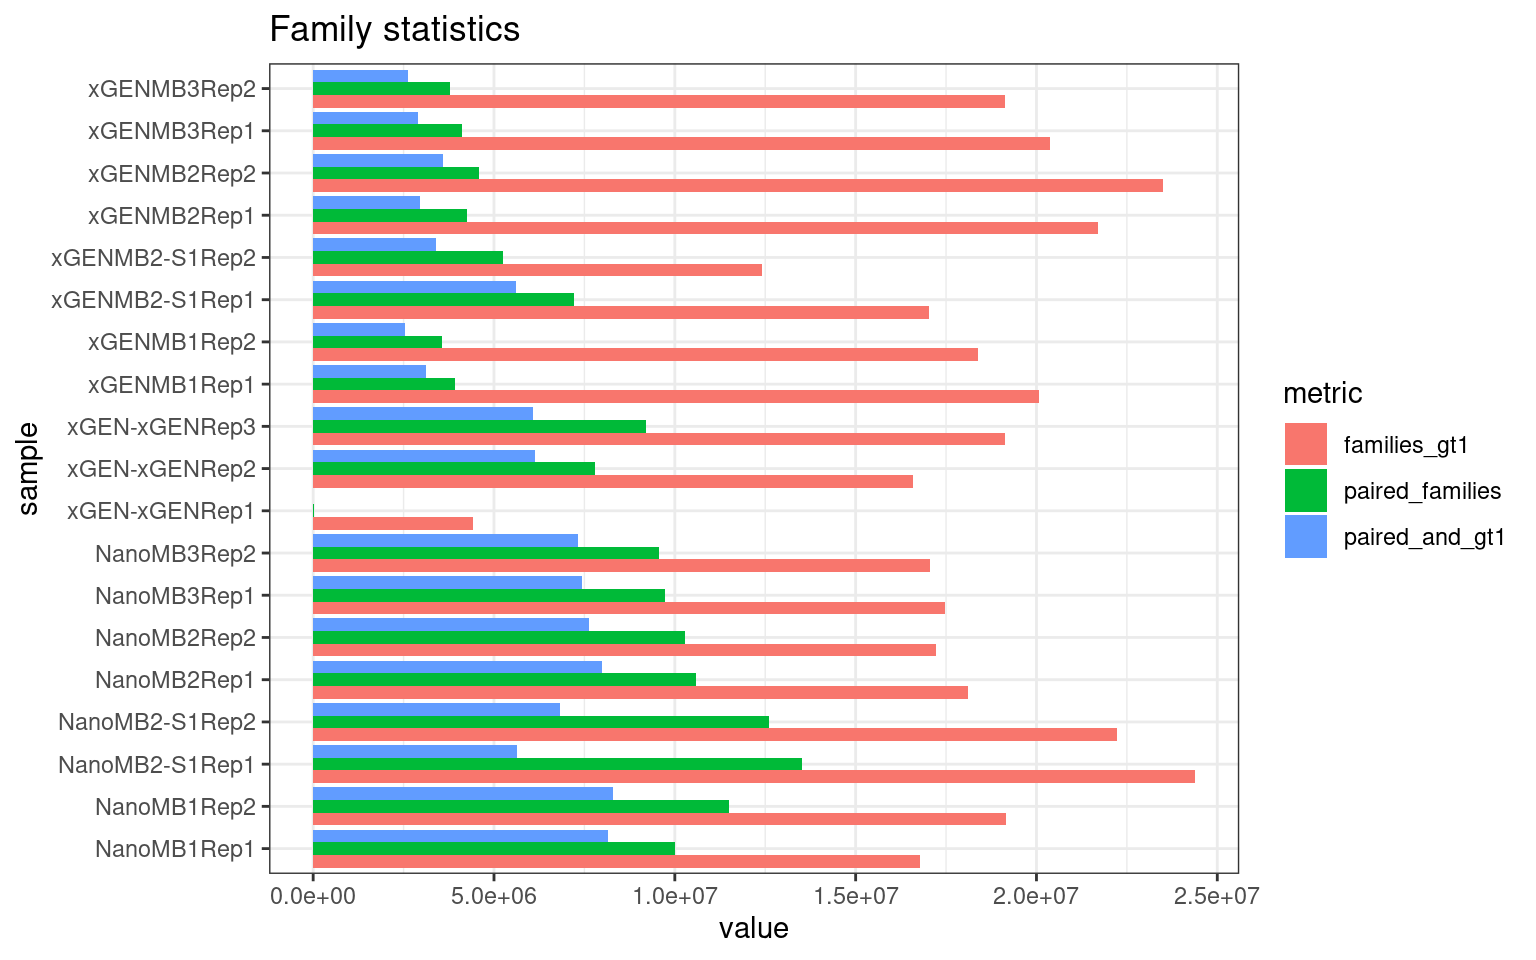 Family statistics
xGENMB3Rep2
xGENMB3Rep1
xGENMB2Rep2
xGENMB2Rep1
xGENMB2-S1Rep2
xGENMB2-S1Rep1
xGENMB1Rep2
xGENMB1Rep1
xGEN-xGENRep3
xGEN-xGENRep2
xGEN-xGENRep1
NanoMB3Rep2
NanoMB3Rep1
NanoMB2Rep2
NanoMB2Rep1
NanoMB2-S1Rep2
NanoMB2-S1Rep1
NanoMB1Rep2
NanoMB1Rep1
sample
0.0e+00 5.0e+06 1.0e+07 1.5e+07 2.0e+07 2.5e+07
value
metric
families_gt1
paired_families
paired_and_gt1